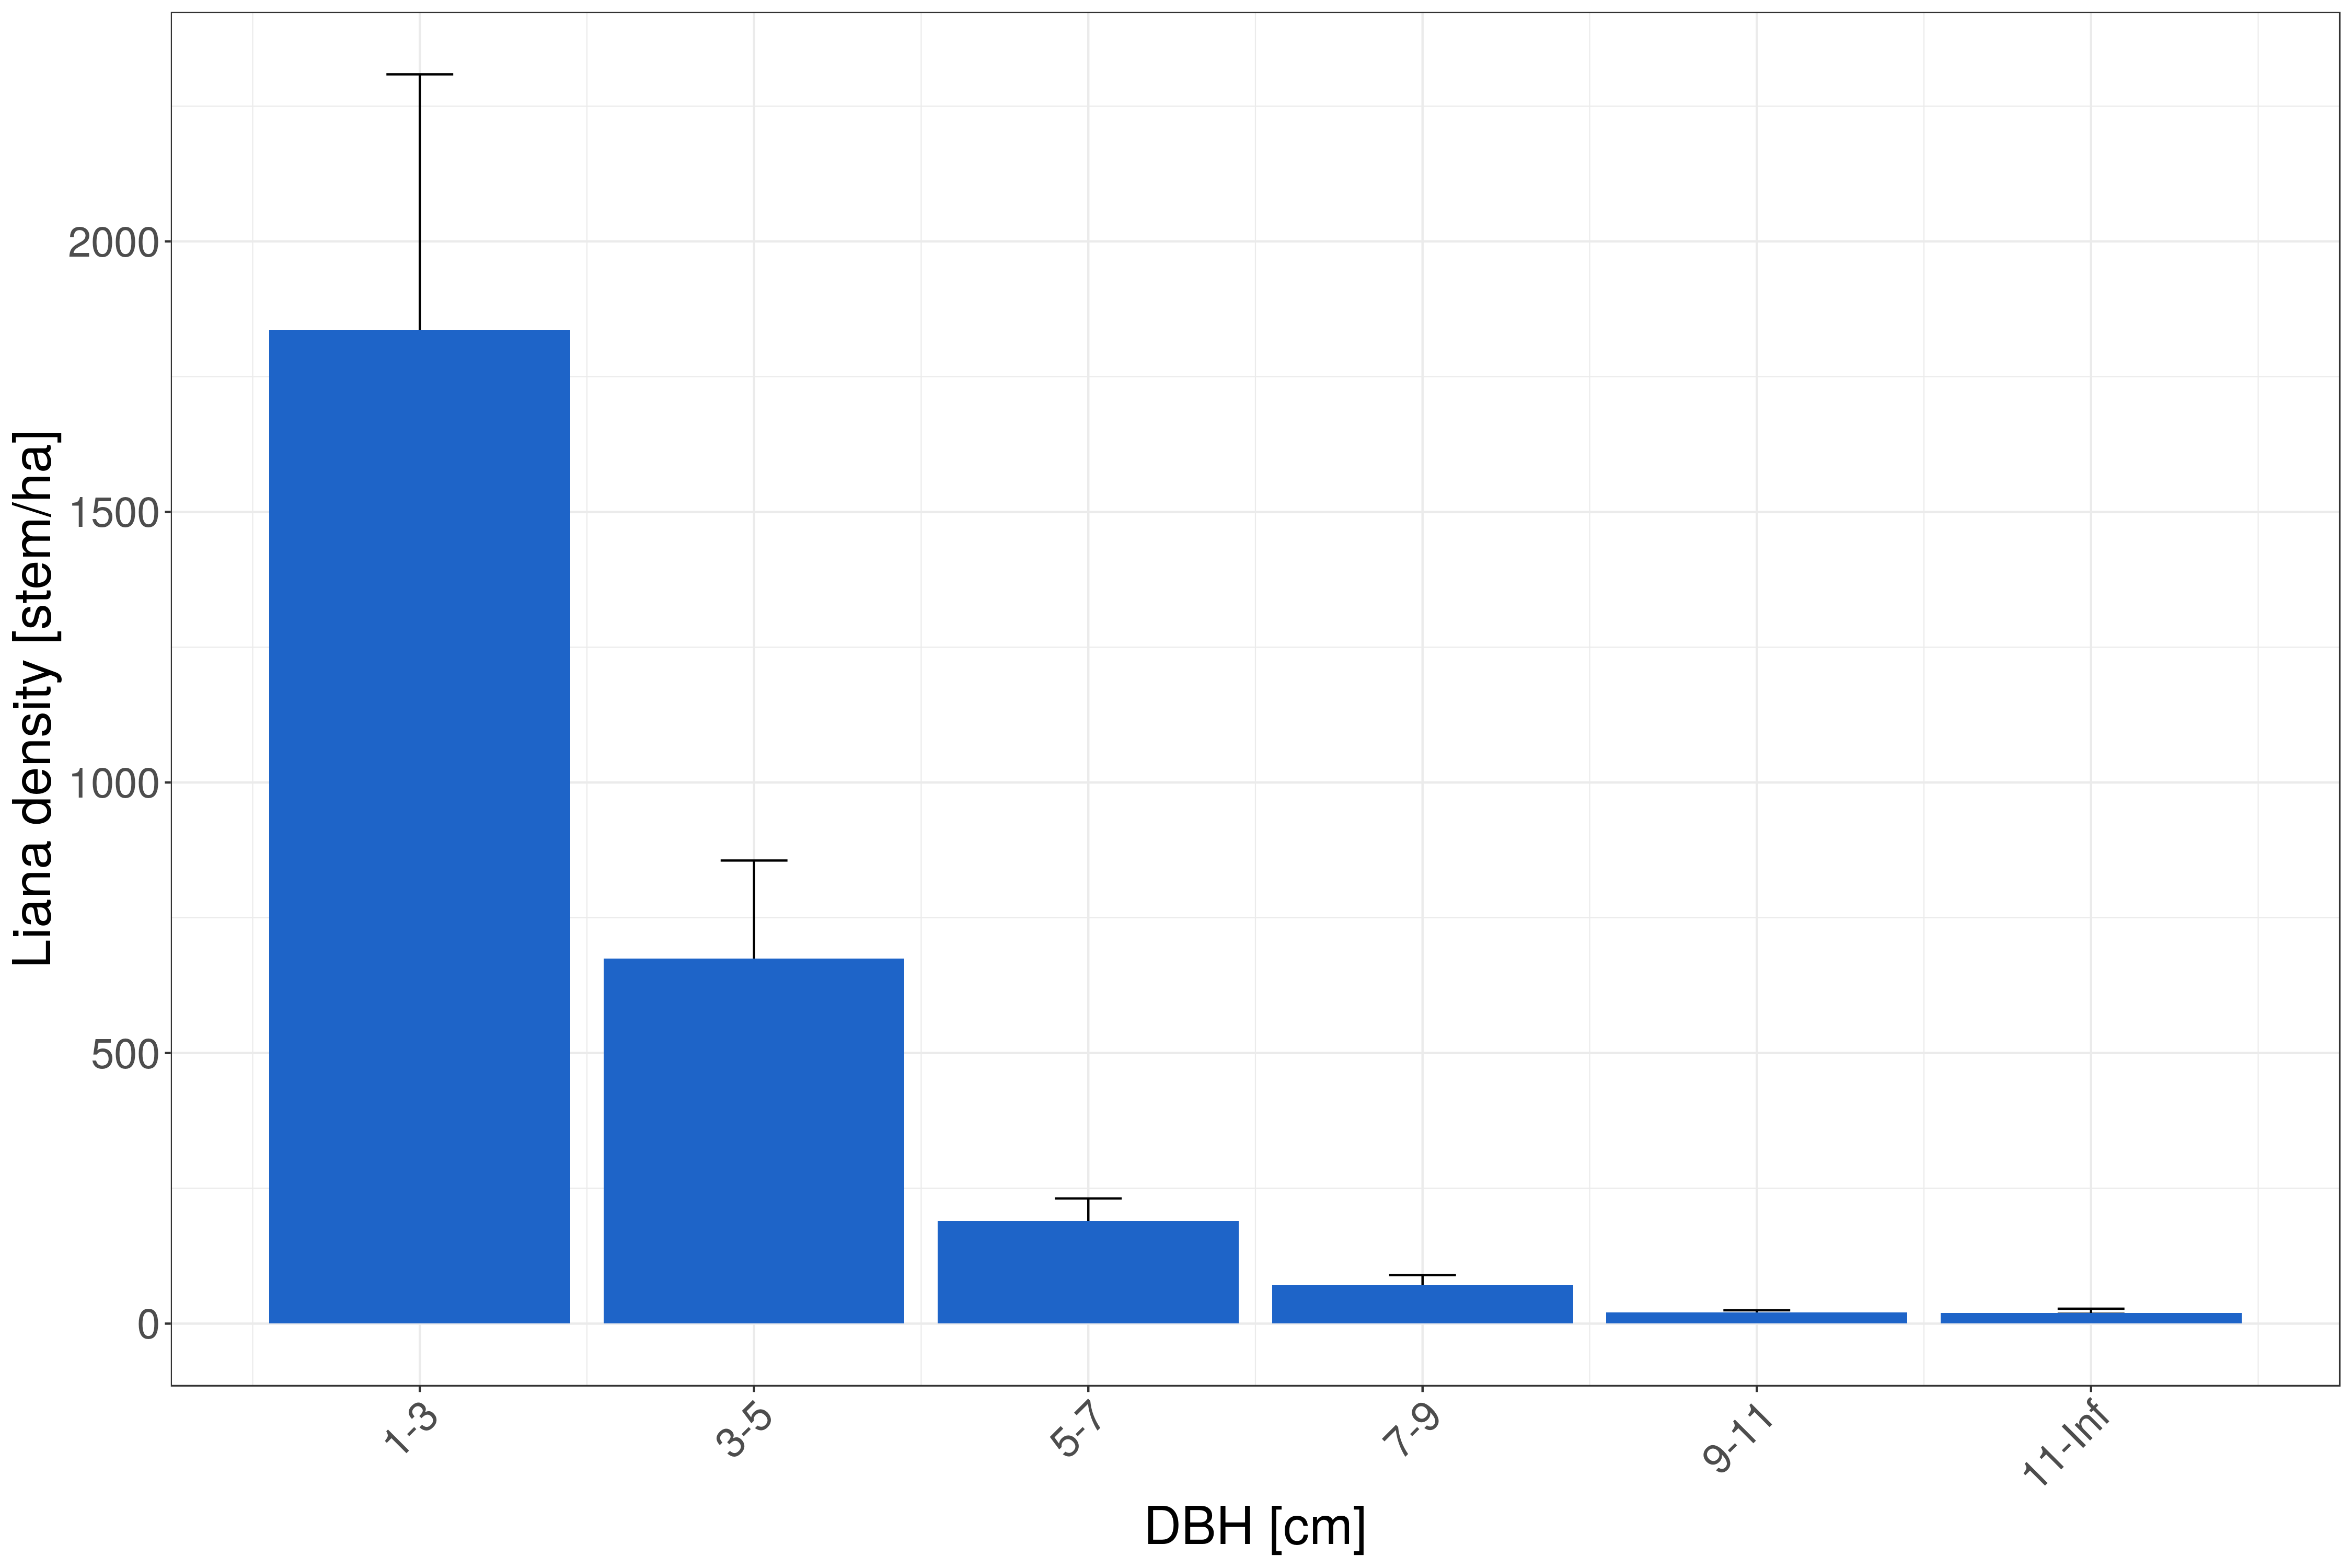 Liana density [stem/ha]
2000
1500
1000
500
0
1-3 3-5 5-7 7-9 9-11 11-Inf
DBH [cm]